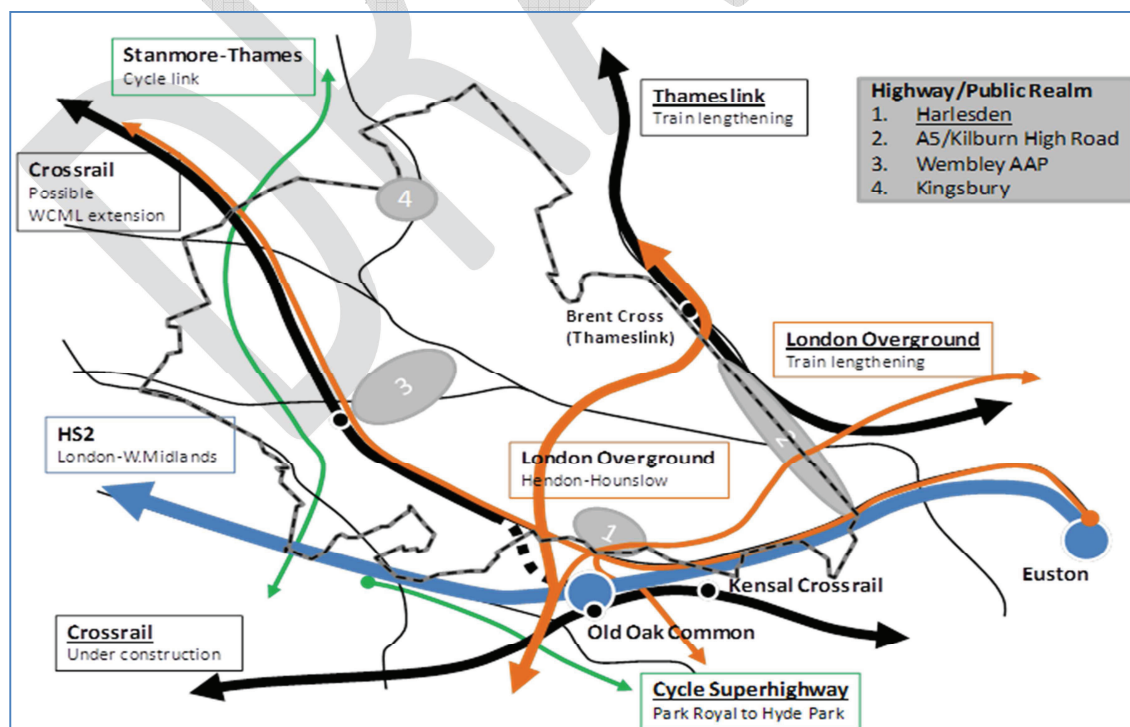 Stanmore-Thames
Cycle link
Thameslink
Train lengthening
Highway/Public Realm
1. Harlesden
2. A5/Kilburn High Road
3. Wembley AAP
4. Kingsbury
Crossrail
Possible
WCML extension
4
Brent Cross
(Thameslink)
London Overground
Train lengthening
3
HS2
London-W.Midlands
2
London Overground
Hendon-Hounslow
1
Euston
Kensal Crossrail
Old Oak Common
Crossrail
Under construction
Cycle Superhighway
Park Royal to Hyde Park